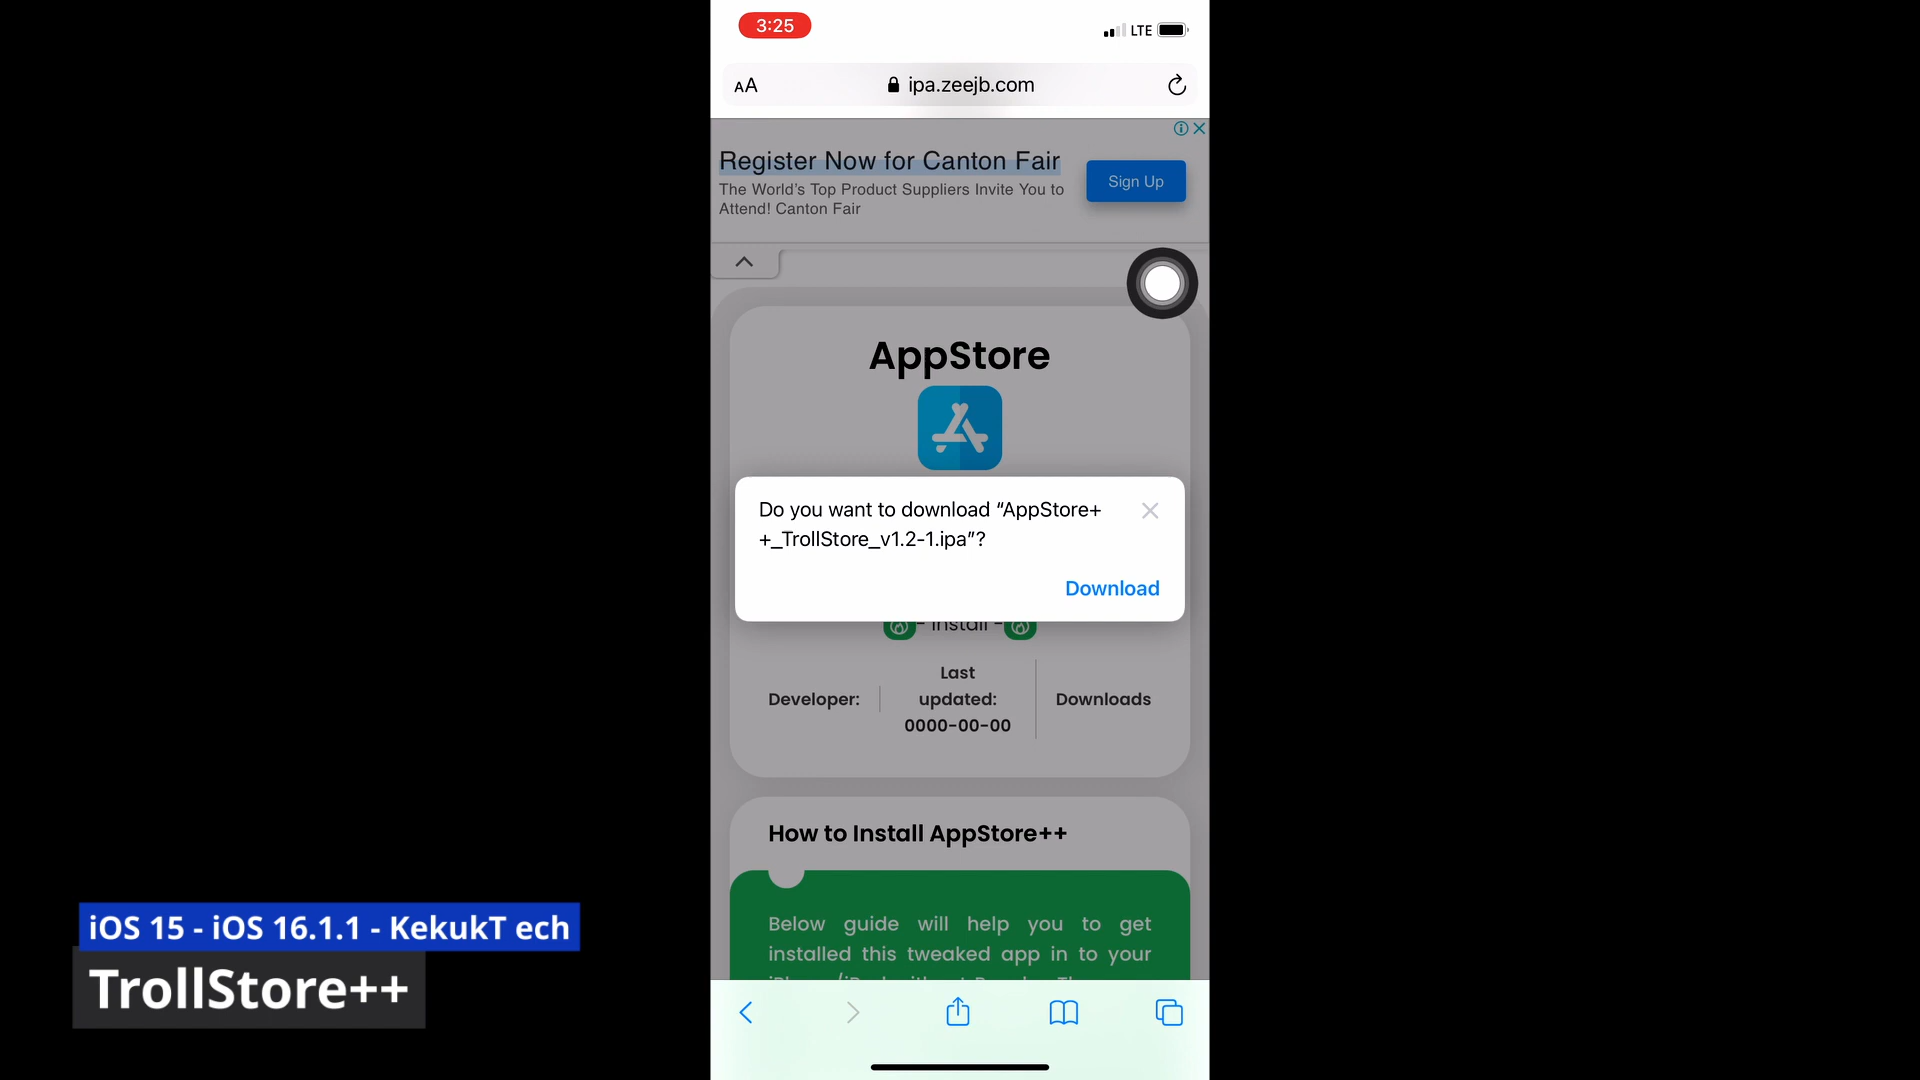 3:25
LTE
AA
ipa.zeejb.com
Register Now for Canton Fair
The World's Top Product Suppliers Invite You to
Attend! Canton Fair
Sign Up
AppStore
Do you want to download “AppStore+
+_TrollStore_v1.2-1.ipa”?
Download
- Install -
Developer:
Last
updated:
0000-00-00
Downloads
How to Install AppStore++
Below guide will help you to get
installed this tweaked app in to your
iOS 15 - iOS 16.1.1 - KekukT ech
TrollStore++